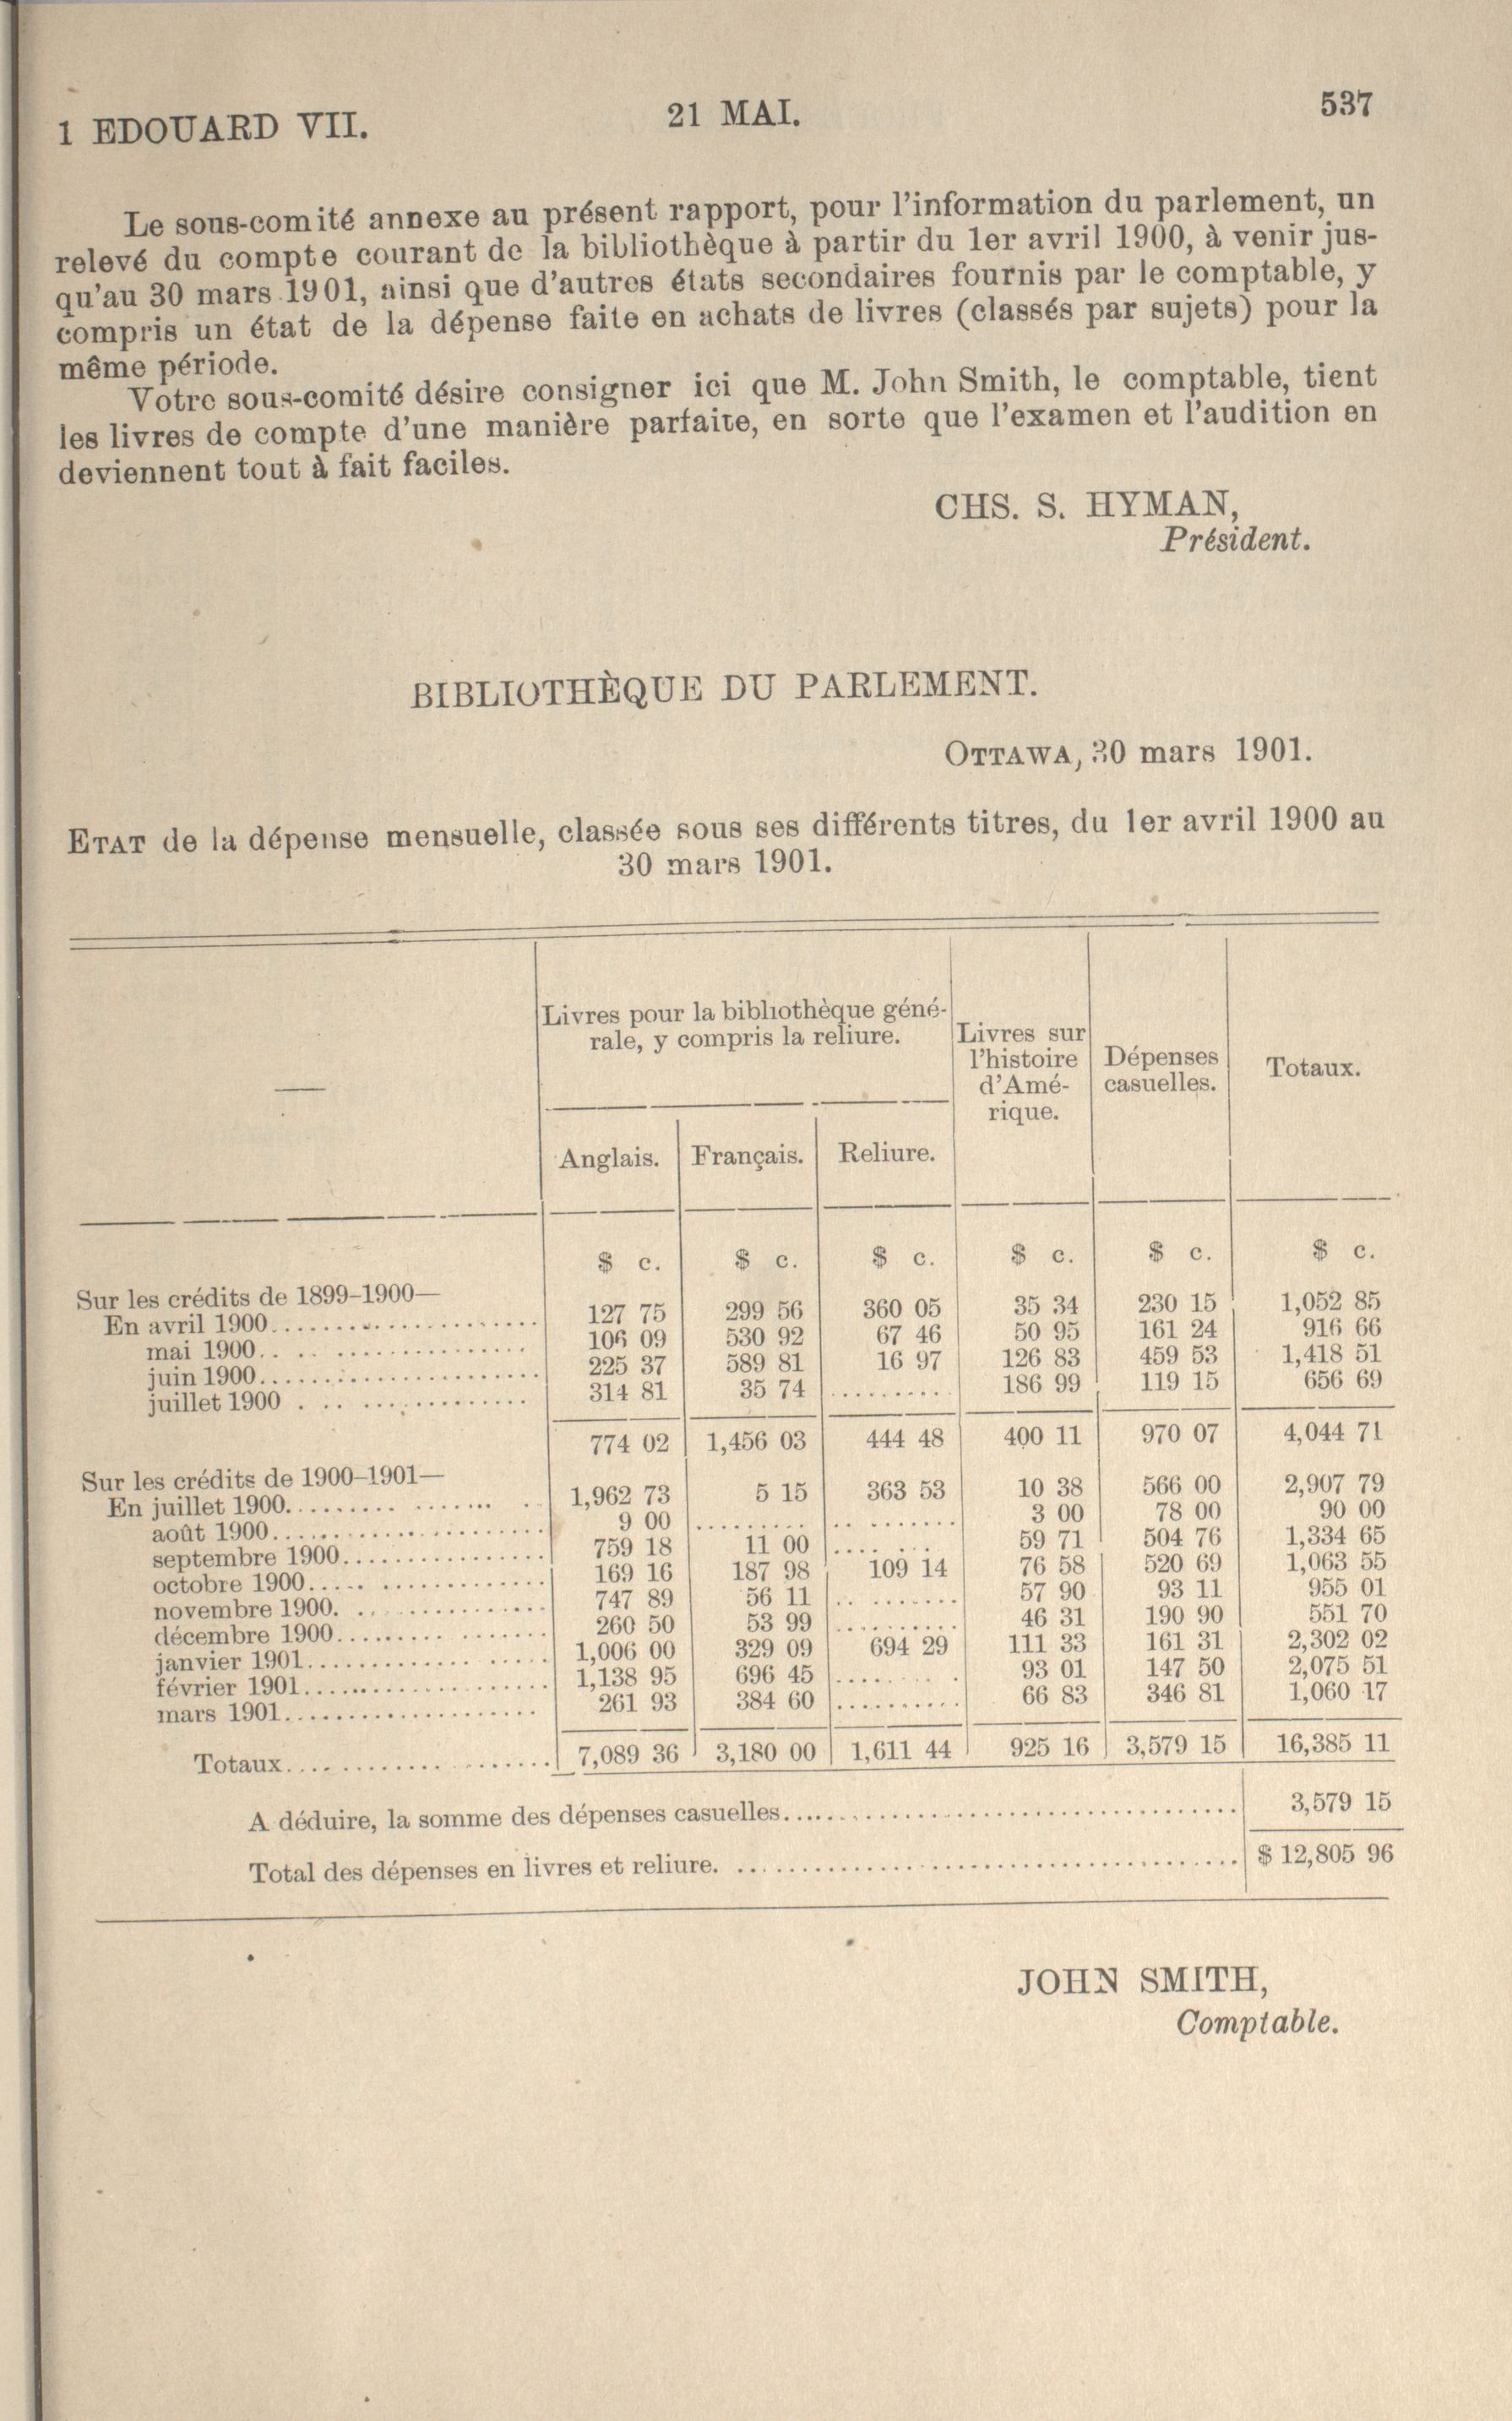 1 EDOUARD VII. 21 MAI. 537
Le sous-comité annexe au présent rapport, pour l'information du parlement, un
relevé du compte courant de la bibliothèque à partir du 1er avril 1900, à venir jus-
qu'au 30 mars 1901, ainsi que d'autres états secondaires fournis par le comptable, y
compris un état de la dépense faite en achats de livres (classés par sujets) pour la
même période.
Votre sous-comité désire consigner ici que M. John Smith, le comptable, tient
les livres de compte d'une manière parfaite, en sorte que l'examen et l'audition en
deviennent tout à fait faciles.
CHS. S. HYMAN,
Président.
BIBLIOTHÈQUE DU PARLEMENT.
OTTAWA, 30 mars 1901.
ETAT de la dépense mensuelle, classée sous ses différents titres, du 1er avril 1900 au
30 mars 1901.
Livres pour la bibliothèque géné-
rale, y compris la reliure.
Anglais. Français. Reliure.
Livres sur
l'histoire
d'Amé-
rique.
Dépenses
casuelles.
Totaux.
$ c. $ c. $ c. $ c. $ c. $ c.
Sur les crédits de 1899-1900—
En avril 1900 127 75 299 56 360 05 35 34 230 15 1,052 85
mai 1900 106 09 530 92 67 46 50 95 161 24 916 66
juin 1900 225 37 589 81 16 97 126 83 459 53 1,418 51
juillet 1900 314 81 35 74 .......... 186 99 119 15 656 69
774 02 1,456 03 444 48 400 11 970 07 4,044 71
Sur les crédits de 1900-1901—
En juillet 1900 1,962 73 5 15 363 53 10 38 566 00 2,907 79
août 1900 9 00 .......... .......... 3 00 78 00 90 00
septembre 1900 759 18 11 00 .......... 59 71 504 76 1,334 65
octobre 1900 169 16 187 98 109 14 76 58 520 69 1,063 55
novembre 1900 747 89 56 11 .......... 57 90 93 11 955 01
décembre 1900 260 50 53 99 .......... 46 31 190 90 551 70
janvier 1901 1,006 00 329 09 694 29 111 33 161 31 2,302 02
février 1901 1,138 95 696 45 .......... 93 01 147 50 2,075 51
mars 1901 261 93 384 60 .......... 66 83 346 81 1,060 17
Totaux 7,089 36 3,180 00 1,611 44 925 16 3,579 15 16,385 11
A déduire, la somme des dépenses casuelles 3,579 15
Total des dépenses en livres et reliure. $ 12,805 96
JOHN SMITH,
Comptable.